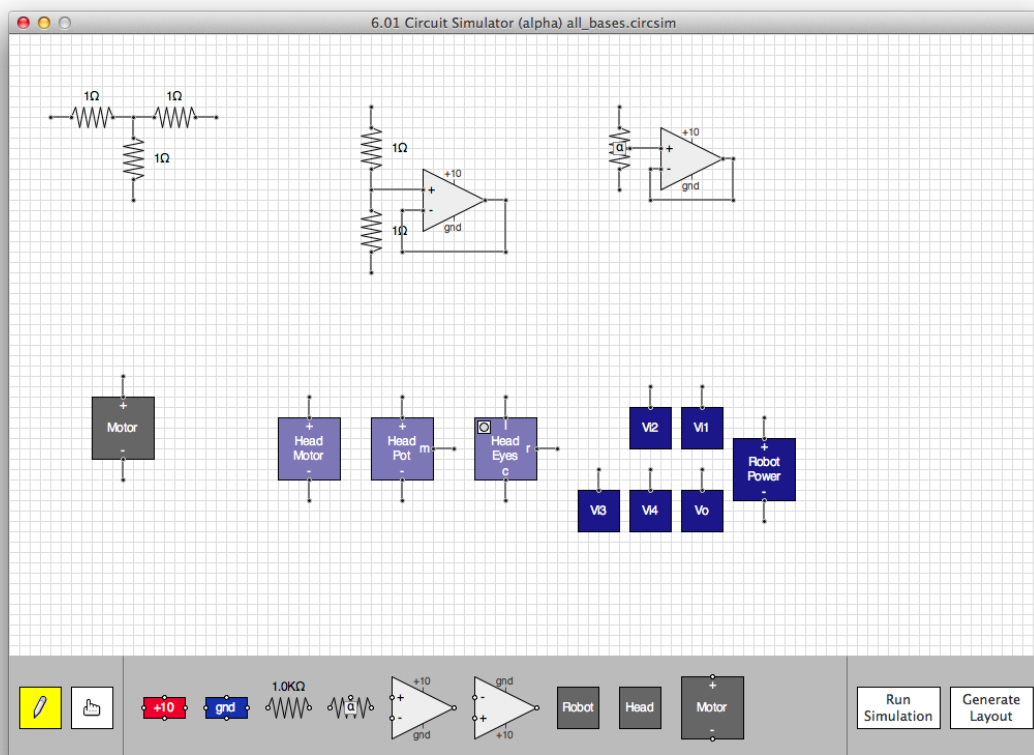 6.01 Circuit Simulator (alpha) all_bases.circsim
1Ω
1Ω
1Ω
1Ω
1Ω
+10
+
-
gnd
α
+10
+
-
gnd
+
Motor
-
+
Head
Motor
-
+
Head
Pot
m
-
l
Head
Eyes
r
c
Vi2
Vi1
+
Robot
Power
-
Vi3
Vi4
Vo
+10
gnd
1.0KΩ
α
+10
+
-
gnd
gnd
-
+
+10
Robot
Head
+
Motor
-
Run
Simulation
Generate
Layout